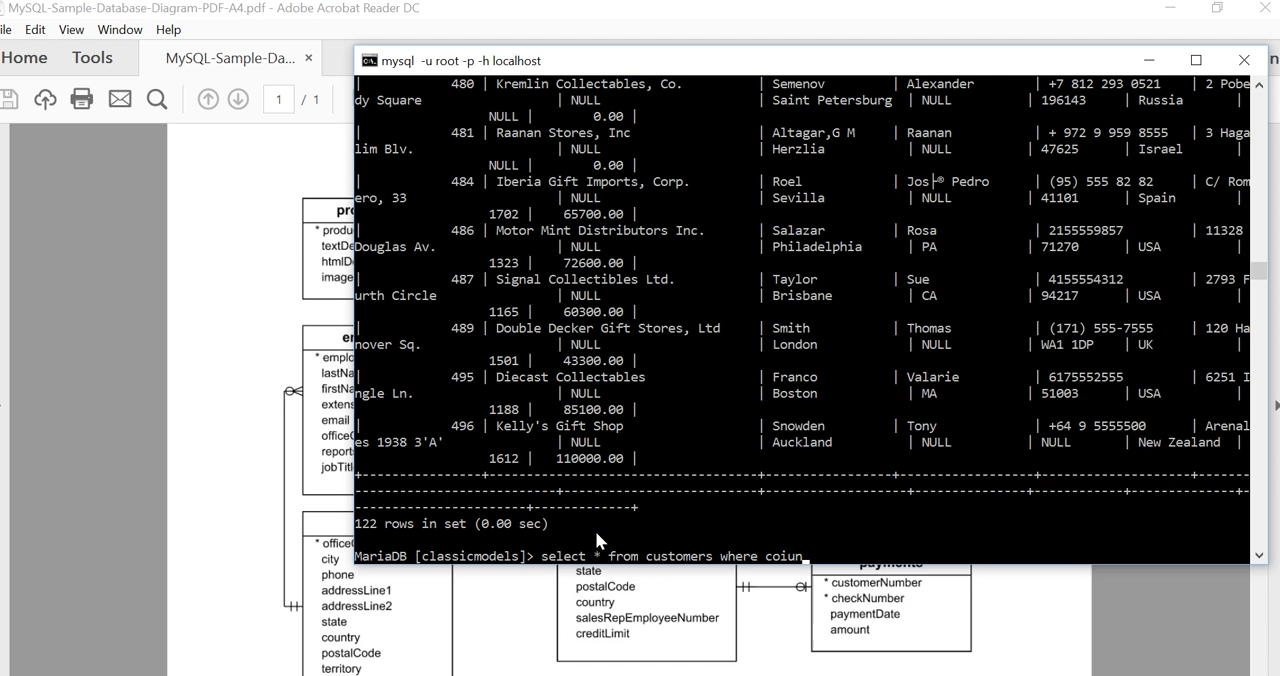 MySQL-Sample-Database-Diagram-PDF-A4.pdf - Adobe Acrobat Reader DC
ile Edit View Window Help
Home Tools MySQL-Sample-Da... ×
1 / 1
mysql -u root -p -h localhost
| 480 | Kremlin Collectables, Co. | Semenov | Alexander | +7 812 293 0521 | 2 Pobe
dy Square | NULL | Saint Petersburg | NULL | 196143 | Russia |
NULL | 0.00 |
| 481 | Raanan Stores, Inc | Altagar,G M | Raanan | + 972 9 959 8555 | 3 Haga
lim Blv. | NULL | Herzlia | NULL | 47625 | Israel |
NULL | 0.00 |
| 484 | Iberia Gift Imports, Corp. | Roel | Jos├® Pedro | (95) 555 82 82 | C/ Rom
ero, 33 | NULL | Sevilla | NULL | 41101 | Spain |
1702 | 65700.00 |
| 486 | Motor Mint Distributors Inc. | Salazar | Rosa | 2155559857 | 11328
Douglas Av. | NULL | Philadelphia | PA | 71270 | USA |
1323 | 72600.00 |
| 487 | Signal Collectibles Ltd. | Taylor | Sue | 4155554312 | 2793 F
urth Circle | NULL | Brisbane | CA | 94217 | USA |
1165 | 60300.00 |
| 489 | Double Decker Gift Stores, Ltd | Smith | Thomas | (171) 555-7555 | 120 Ha
nover Sq. | NULL | London | NULL | WA1 1DP | UK |
1501 | 43300.00 |
| 495 | Diecast Collectables | Franco | Valarie | 6175552555 | 6251 I
ngle Ln. | NULL | Boston | MA | 51003 | USA |
1188 | 85100.00 |
| 496 | Kelly's Gift Shop | Snowden | Tony | +64 9 5555500 | Arenal
es 1938 3'A' | NULL | Auckland | NULL | NULL | New Zealand |
1612 | 110000.00 |
122 rows in set (0.00 sec)
MariaDB [classicmodels]> select * from customers where coiun
pro
* produ
textDe
htmlD
image
em
* emplo
lastNa
firstNa
extens
email
officeC
report
jobTitl
* office
city
phone
addressLine1
addressLine2
state
country
postalCode
territory
state
postalCode
country
salesRepEmployeeNumber
creditLimit
payments
* customerNumber
* checkNumber
paymentDate
amount